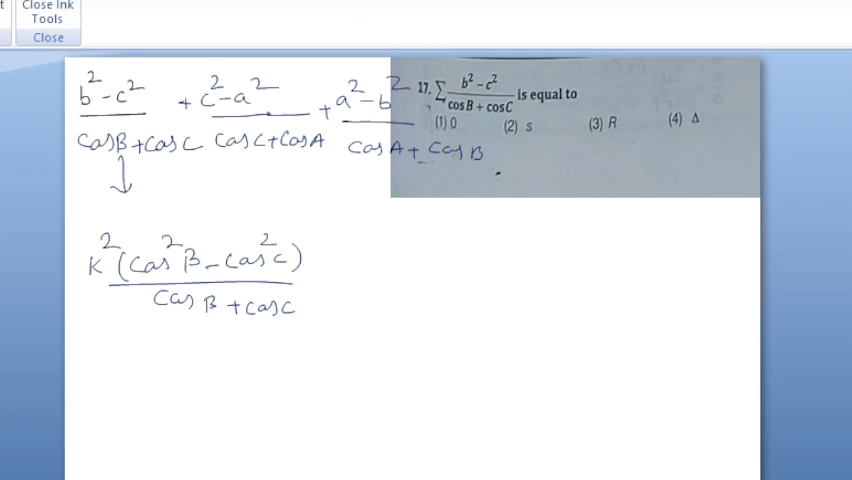 Close Ink
Tools
Close
b² - c² / cosB + cosC + c² - a² / cosC + cosA + a² - b² / cosA + cosB
17. ∑ b² - c² / cosB + cosC is equal to
(1) 0 (2) s (3) R (4) Δ
K² (cos²B - cos²C) / cosB + cosC